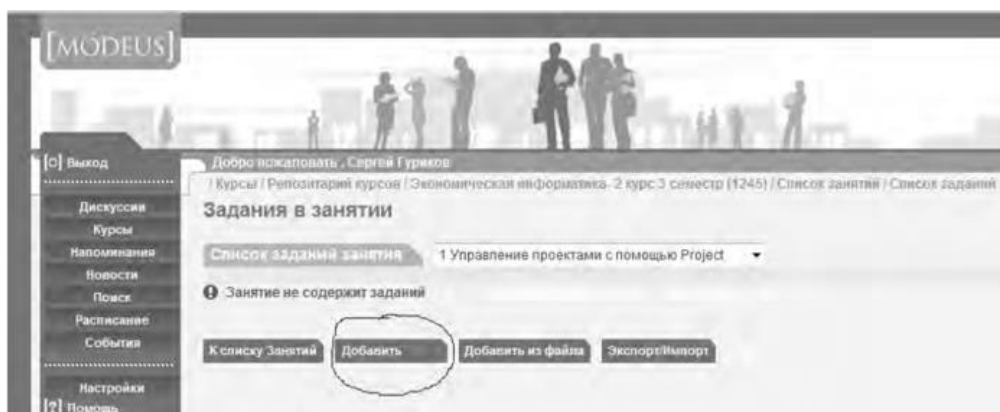 [MODEUS]
[O] Выход
Добро пожаловать , Сергей Гуриков
/ Курсы / Репозитарий курсов / Экономическая информатика- 2 курс 3 семестр (1245) / Список занятий / Список заданий
Дискуссии
Курсы
Напоминания
Новости
Поиск
Расписание
События
Настройки
[?] Помощь
Задания в занятии
Список заданий занятия
1 Управление проектами с помощью Project
Занятие не содержит заданий
К списку Занятий
Добавить
Добавить из файла
Экспорт/Импорт